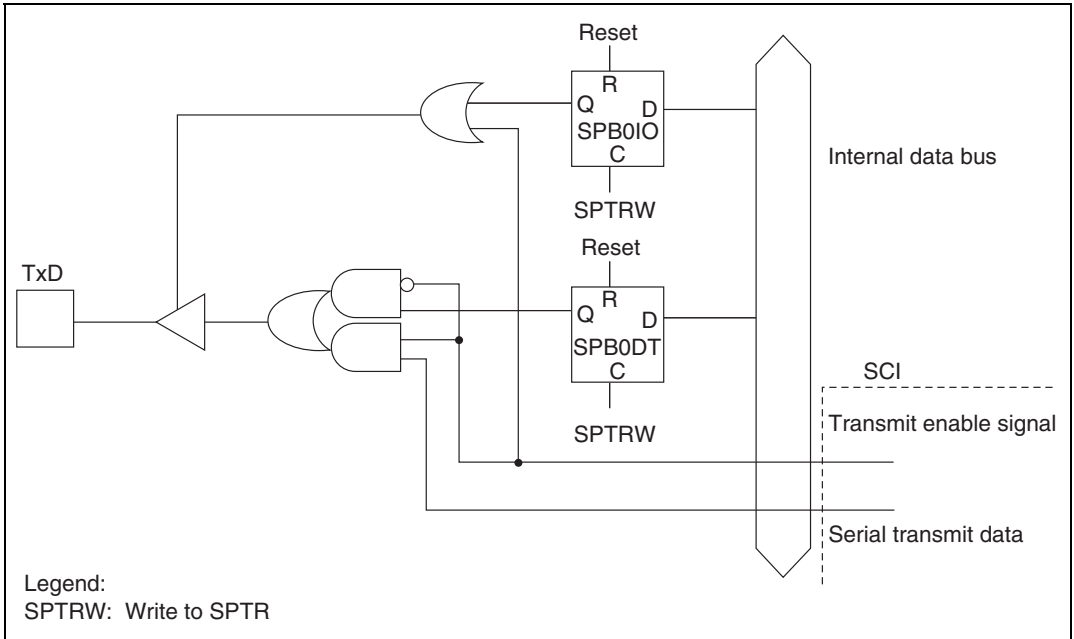 Reset
R
Q D
SPB0IO
C
SPTRW
Internal data bus
Reset
R
Q D
SPB0DT
C
SPTRW
TxD
SCI
Transmit enable signal
Serial transmit data
Legend:
SPTRW: Write to SPTR